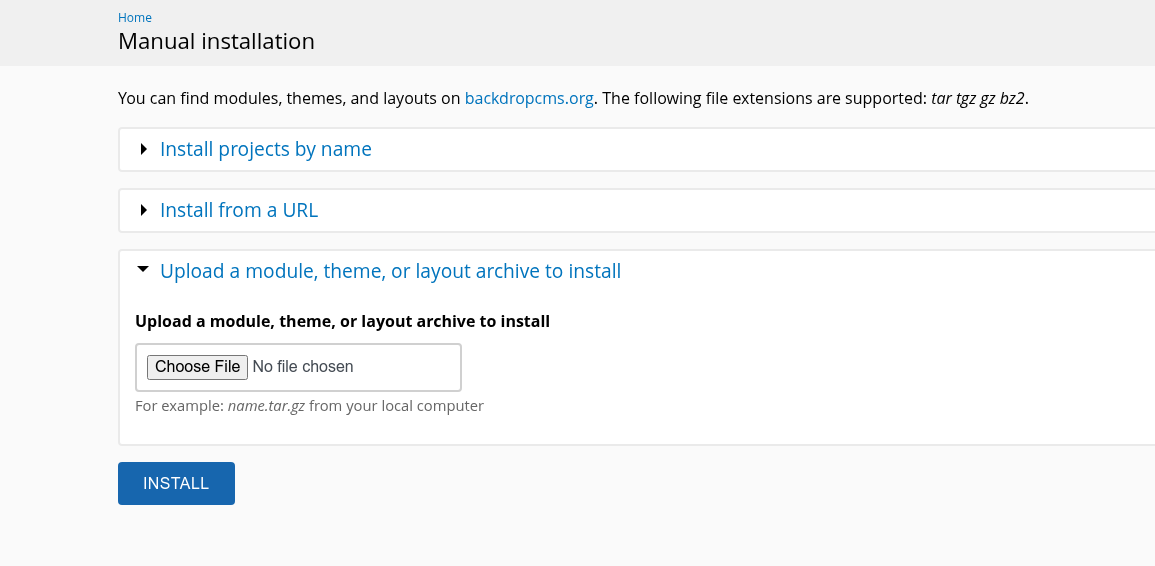 Home
Manual installation
You can find modules, themes, and layouts on backdropcms.org. The following file extensions are supported: tar tgz gz bz2.
Install projects by name
Install from a URL
Upload a module, theme, or layout archive to install
Upload a module, theme, or layout archive to install
Choose File No file chosen
For example: name.tar.gz from your local computer
INSTALL